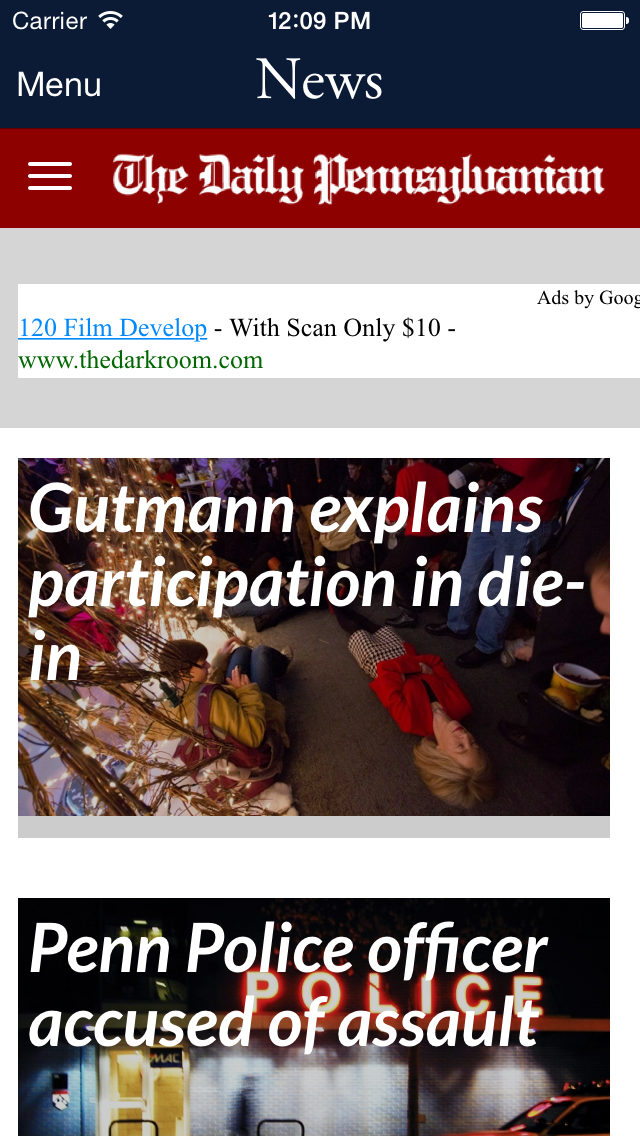 Carrier 12:09 PM
Menu News
The Daily Pennsylvanian
Ads by Goog
120 Film Develop - With Scan Only $10 -
www.thedarkroom.com
Gutmann explains
participation in die-
in
Penn Police officer
accused of assault
POLICE
MAC